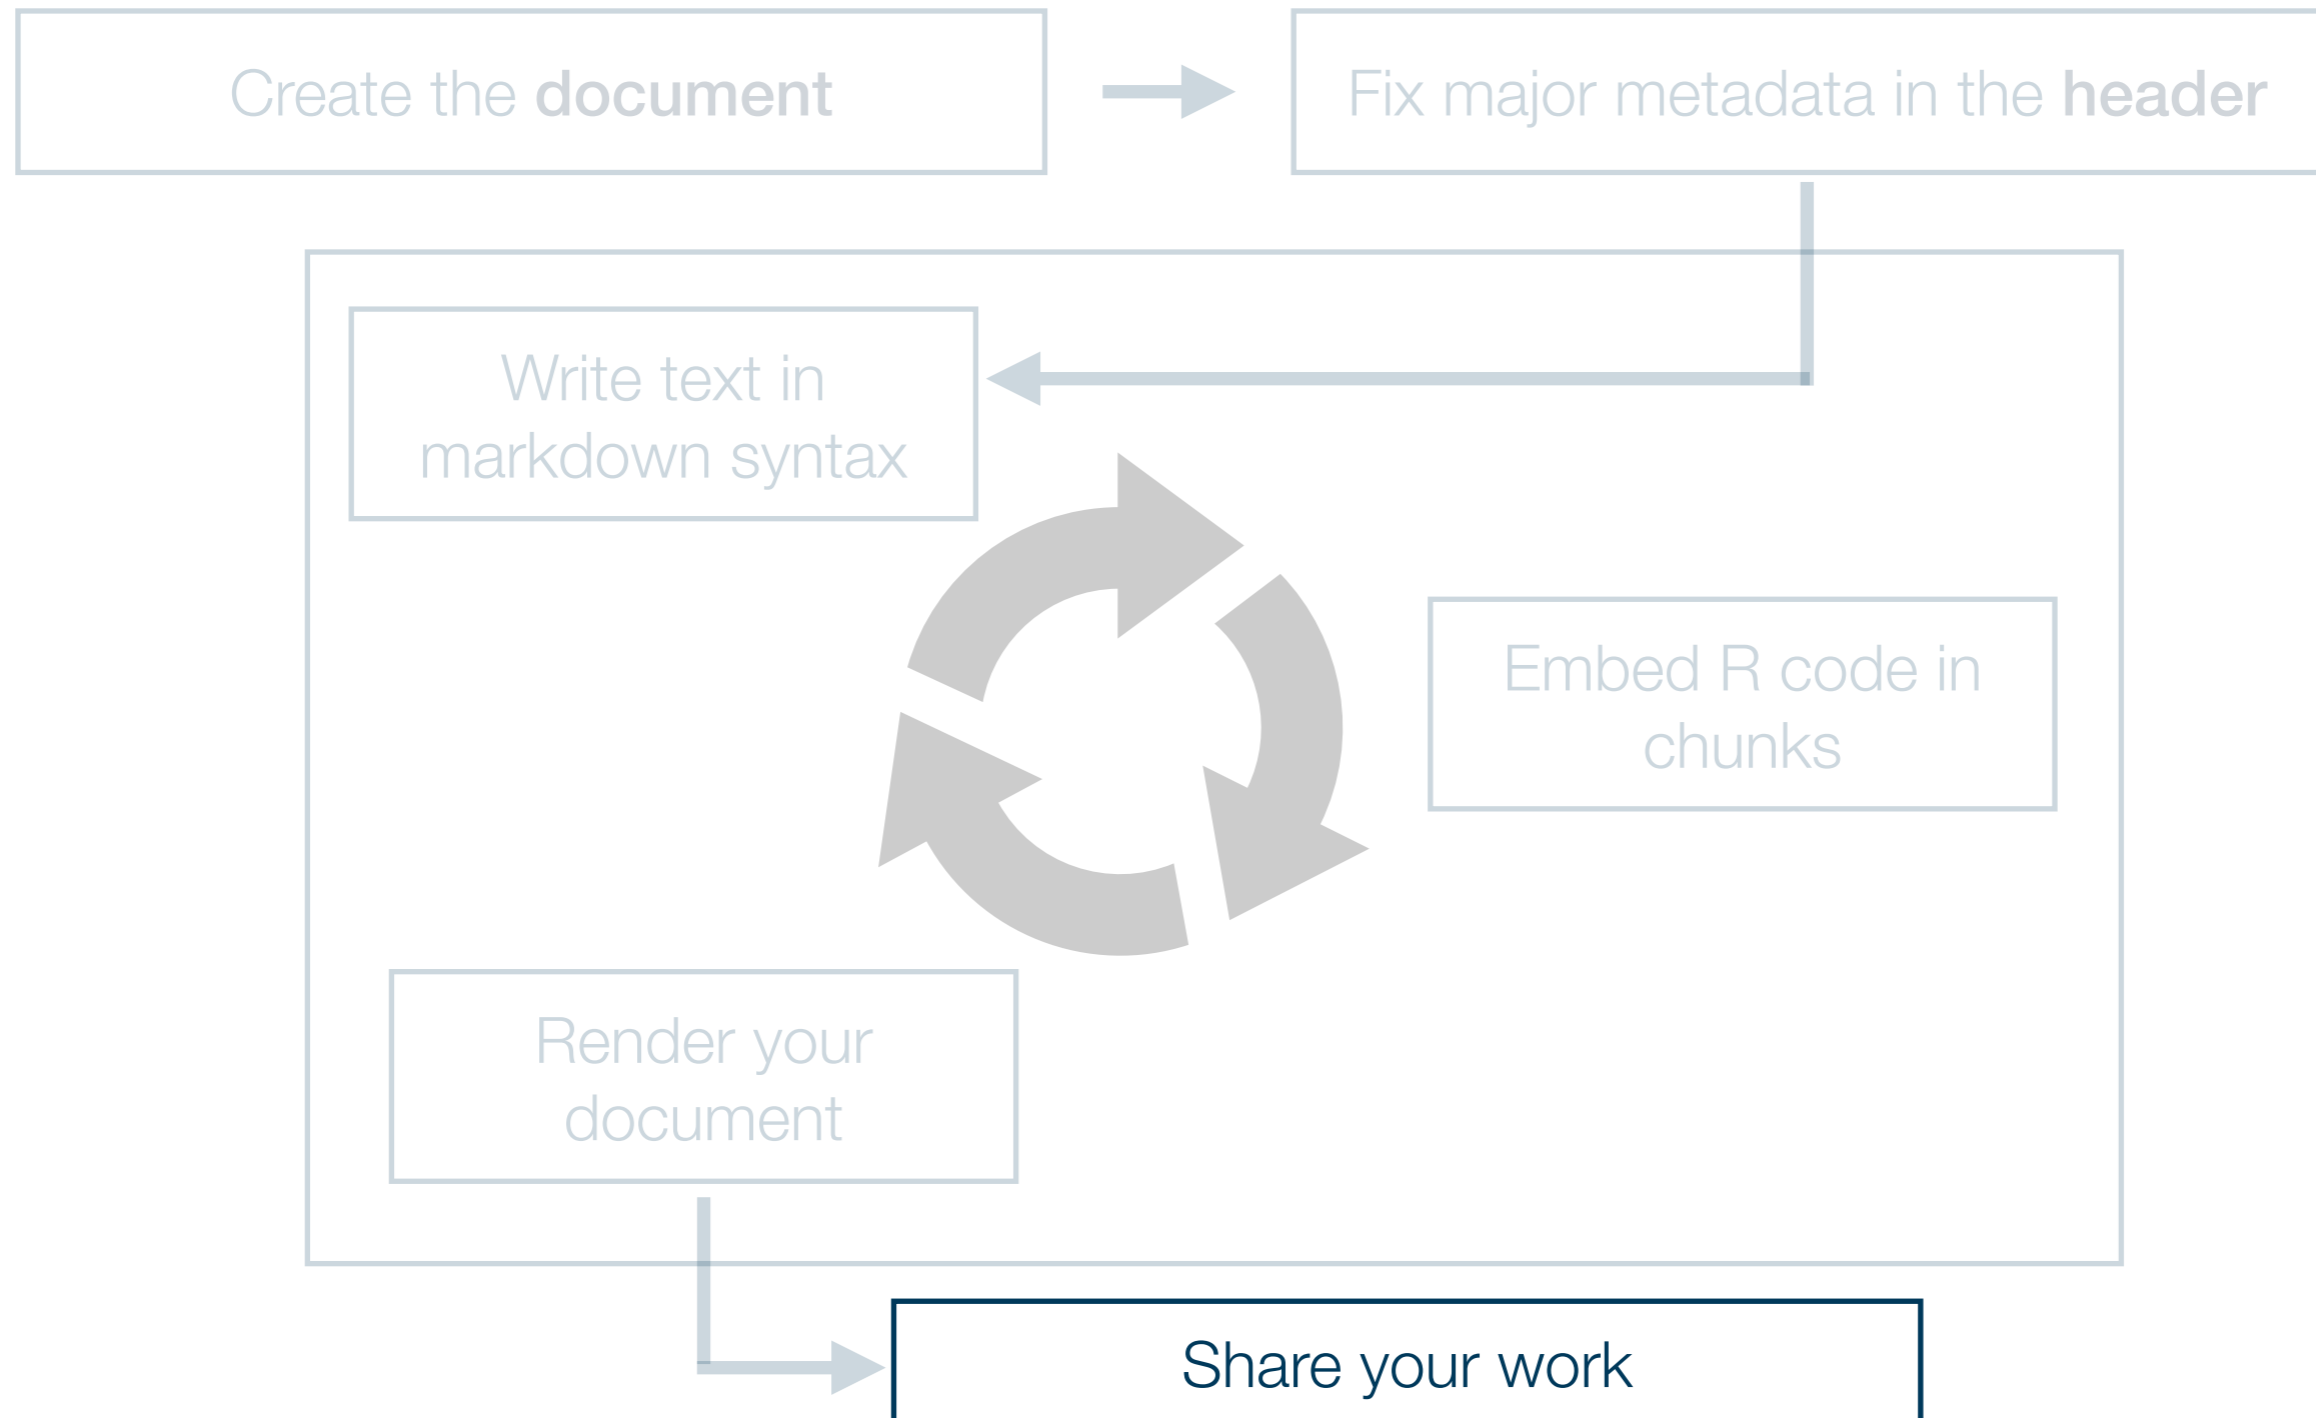 Create the document
Fix major metadata in the header
Write text in
markdown syntax
Embed R code in
chunks
Render your
document
Share your work